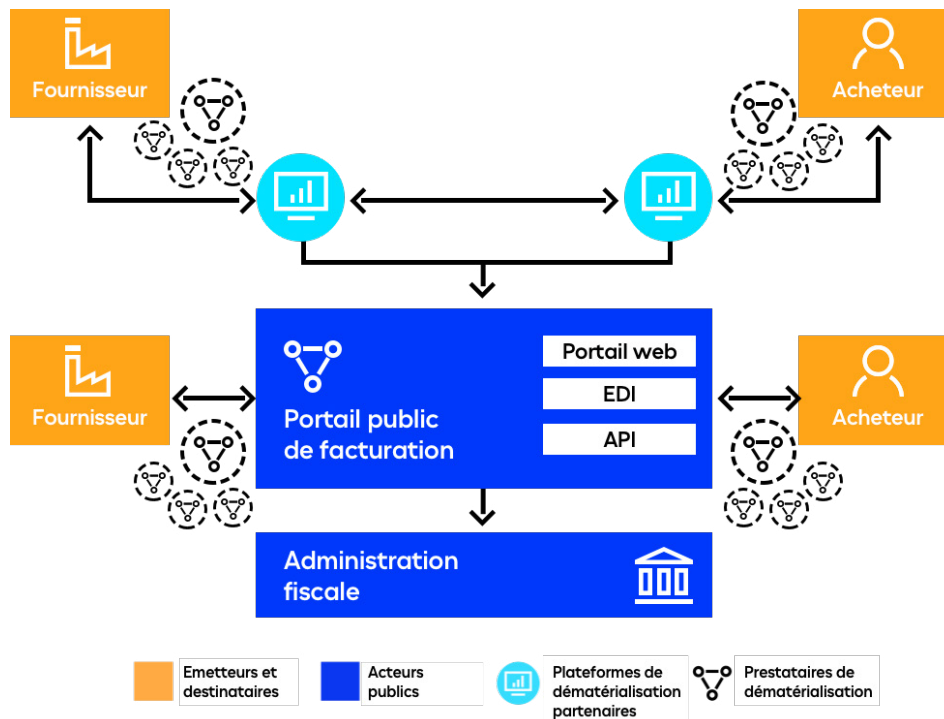 Fournisseur
Acheteur
Portail web
EDI
API
Portail public
de facturation
Fournisseur
Acheteur
Administration
fiscale
Emetteurs et
destinataires
Acteurs
publics
Plateformes de
dématérialisation
partenaires
Prestataires de
dématérialisation